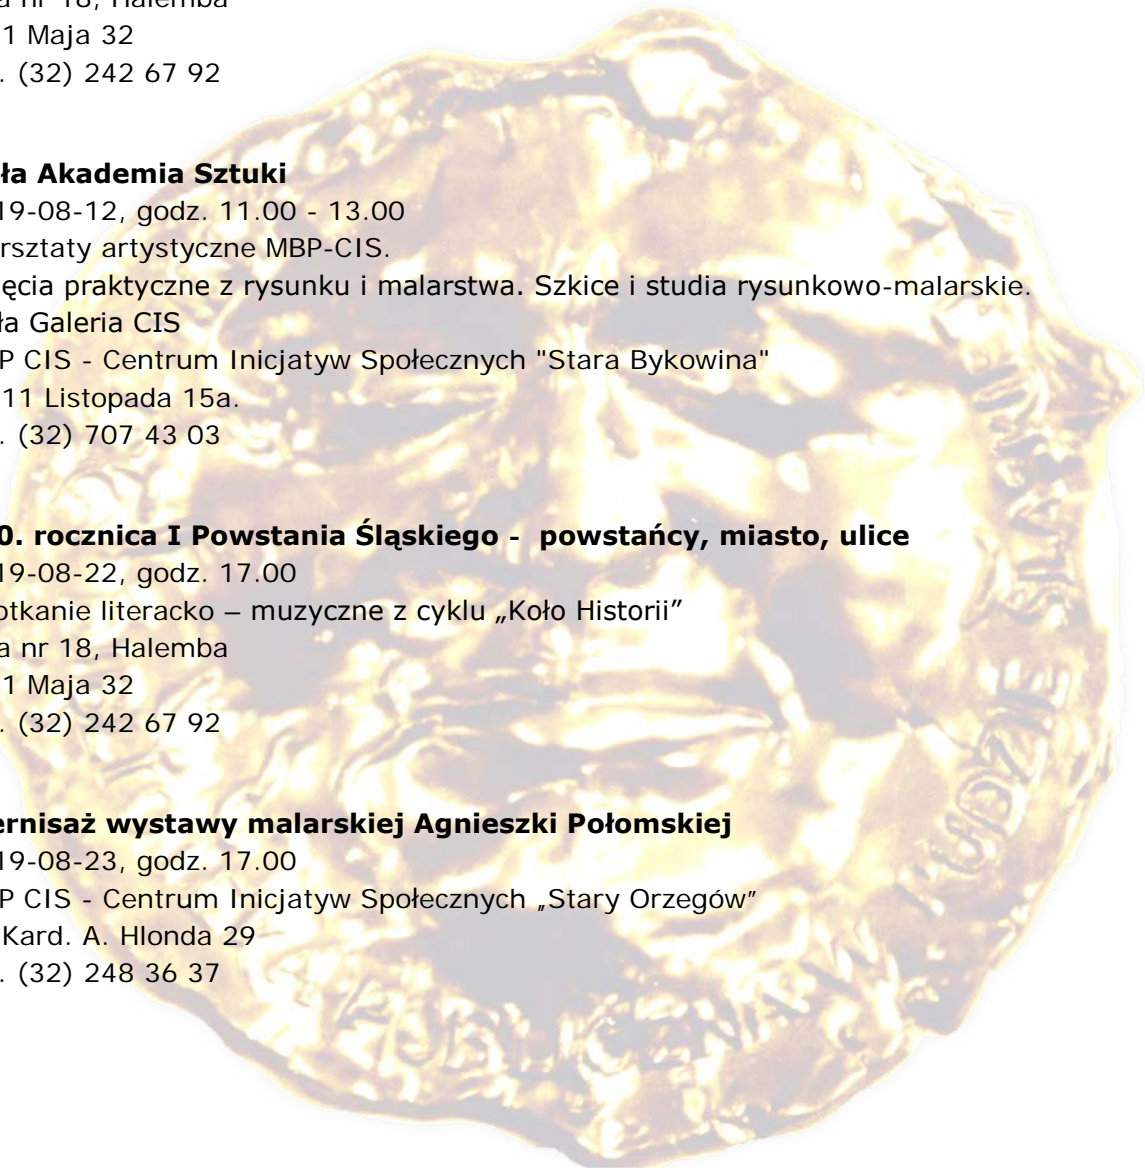 a nr 18, Halemba
1 Maja 32
. (32) 242 67 92
ła Akademia Sztuki
19-08-12, godz. 11.00 - 13.00
rsztaty artystyczne MBP-CIS.
ęcia praktyczne z rysunku i malarstwa. Szkice i studia rysunkowo-malarskie.
ła Galeria CIS
P CIS - Centrum Inicjatyw Społecznych "Stara Bykowina"
11 Listopada 15a.
. (32) 707 43 03
0. rocznica I Powstania Śląskiego -  powstańcy, miasto, ulice
19-08-22, godz. 17.00
otkanie literacko – muzyczne z cyklu „Koło Historii”
a nr 18, Halemba
1 Maja 32
. (32) 242 67 92
ernisaż wystawy malarskiej Agnieszki Połomskiej
19-08-23, godz. 17.00
P CIS - Centrum Inicjatyw Społecznych „Stary Orzegów”
Kard. A. Hlonda 29
. (32) 248 36 37
LUDZIE